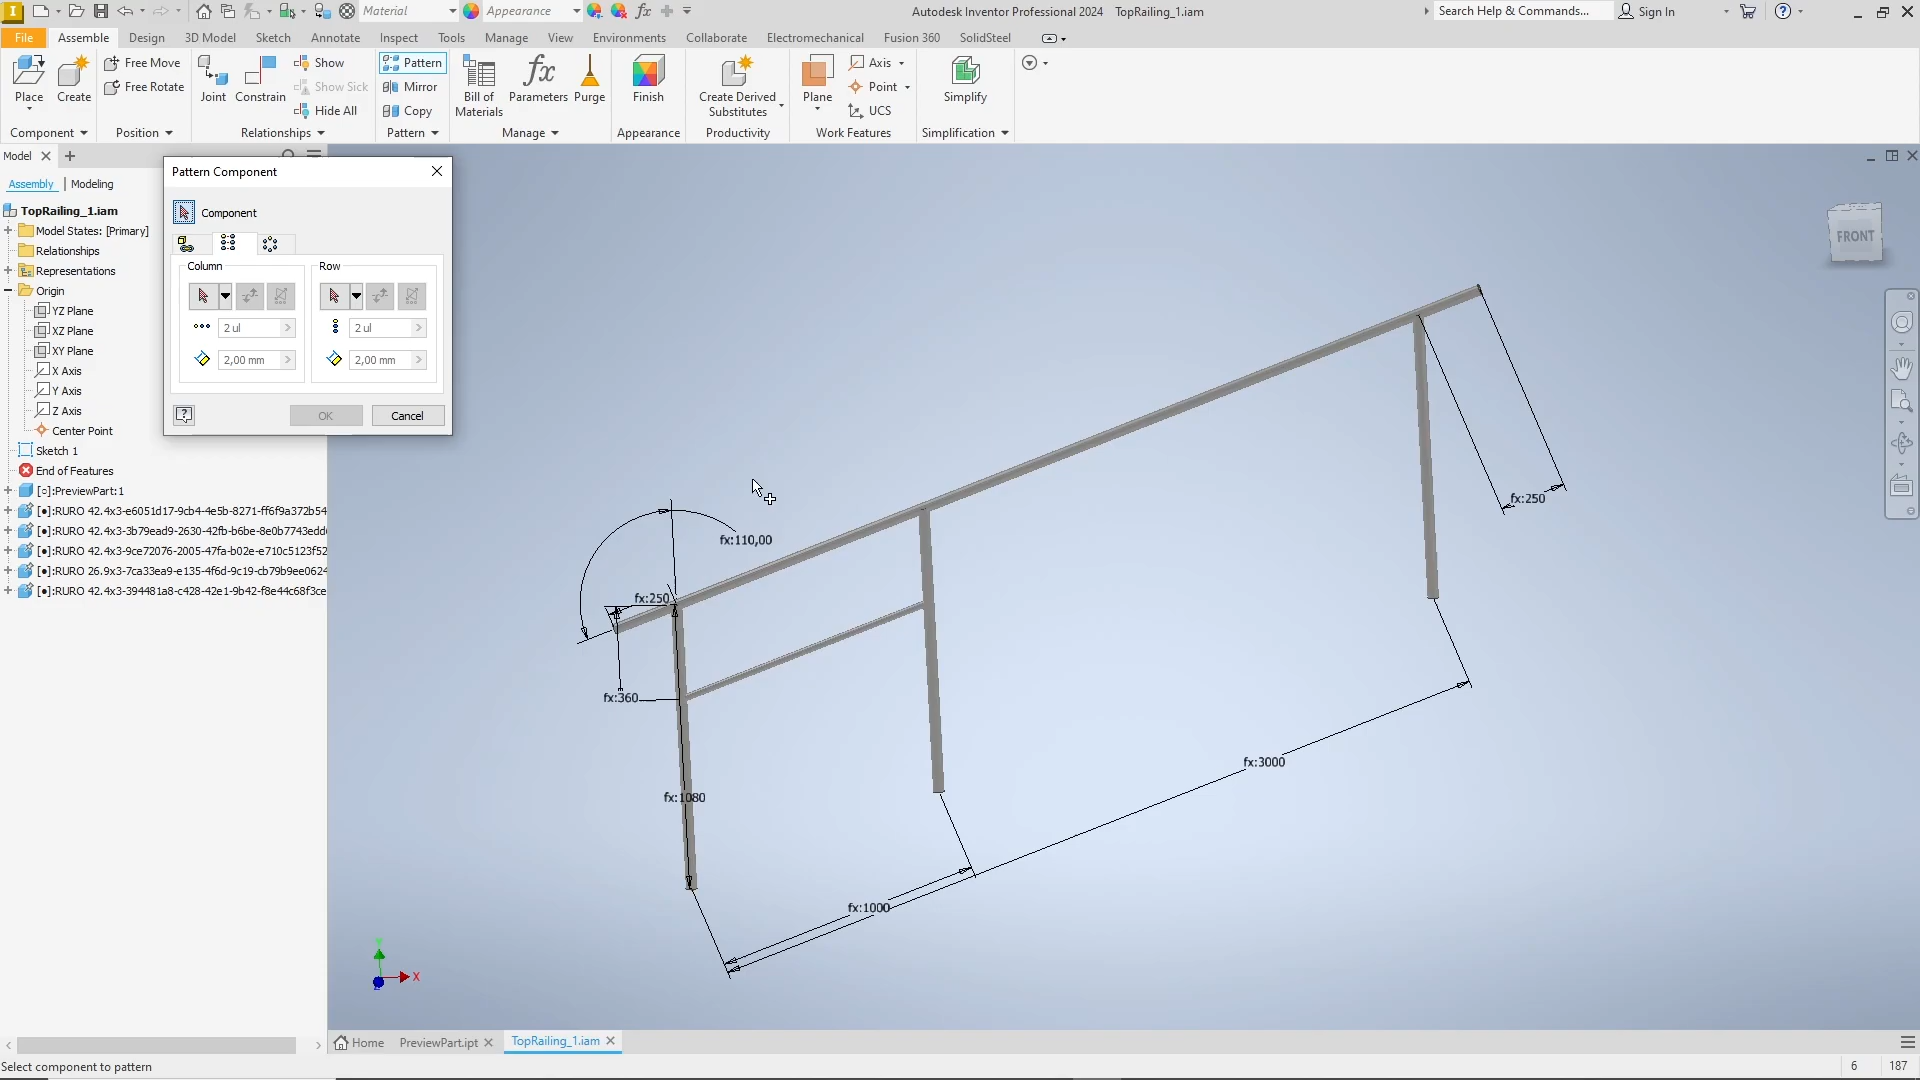 Material
Appearance
fx
Autodesk Inventor Professional 2024 TopRailing_1.iam
Search Help & Commands...
Sign In
File
Assemble
Design
3D Model
Sketch
Annotate
Inspect
Tools
Manage
View
Environments
Collaborate
Electromechanical
Fusion 360
SolidSteel
Place
Create
Free Move
Free Rotate
Joint
Constrain
Show
Show Sick
Hide All
Pattern
Mirror
Copy
Bill of
Materials
fx
Parameters
Purge
Finish
Create Derived
Substitutes
Plane
Axis
Point
UCS
Simplify
Component
Position
Relationships
Pattern
Manage
Appearance
Productivity
Work Features
Simplification
Model
Assembly
Modeling
TopRailing_1.iam
Model States: [Primary]
Relationships
Representations
Origin
YZ Plane
XZ Plane
XY Plane
X Axis
Y Axis
Z Axis
Center Point
Sketch 1
End of Features
[○]:PreviewPart:1
[●]:RURO 42.4x3-e6051d17-9cb4-4e5b-8271-ff6f9a372b54
[●]:RURO 42.4x3-3b79ead9-2630-42fb-b6be-8e0b7743edd
[●]:RURO 42.4x3-9ce72076-2005-47fa-b02e-e710c5123f52
[●]:RURO 26.9x3-7ca33ea9-e135-4f6d-9c19-cb79b9ee0624
[●]:RURO 42.4x3-394481a8-c428-42e1-9b42-f8e44c68f3ce
Pattern Component
Component
Column
Row
2 ul
2 ul
2,00 mm
2,00 mm
OK
Cancel
FRONT
fx:250
fx:110,00
fx:250
fx:360
fx:3000
fx:1080
fx:1000
Y
X
Home
PreviewPart.ipt
TopRailing_1.iam
Select component to pattern
6
187